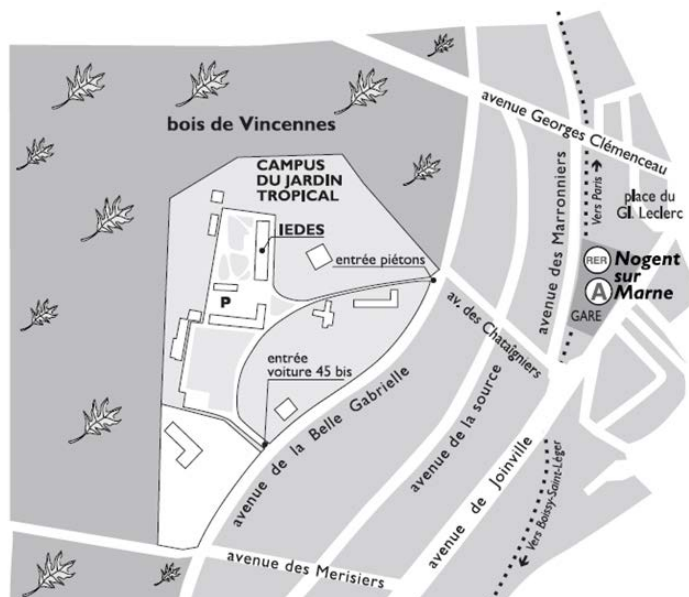 bois de Vincennes
CAMPUS
DU JARDIN
TROPICAL
IEDES
entrée piétons
P
entrée
voiture 45 bis
avenue Georges Clémenceau
avenue des Marronniers
Vers Paris
place du
Gl. Leclerc
RER
Nogent
sur
A
Marne
GARE
av. des Chataîgniers
avenue de la Belle Gabrielle
avenue de la source
avenue de Joinville
Vers Boissy-Saint-Léger
avenue des Merisiers